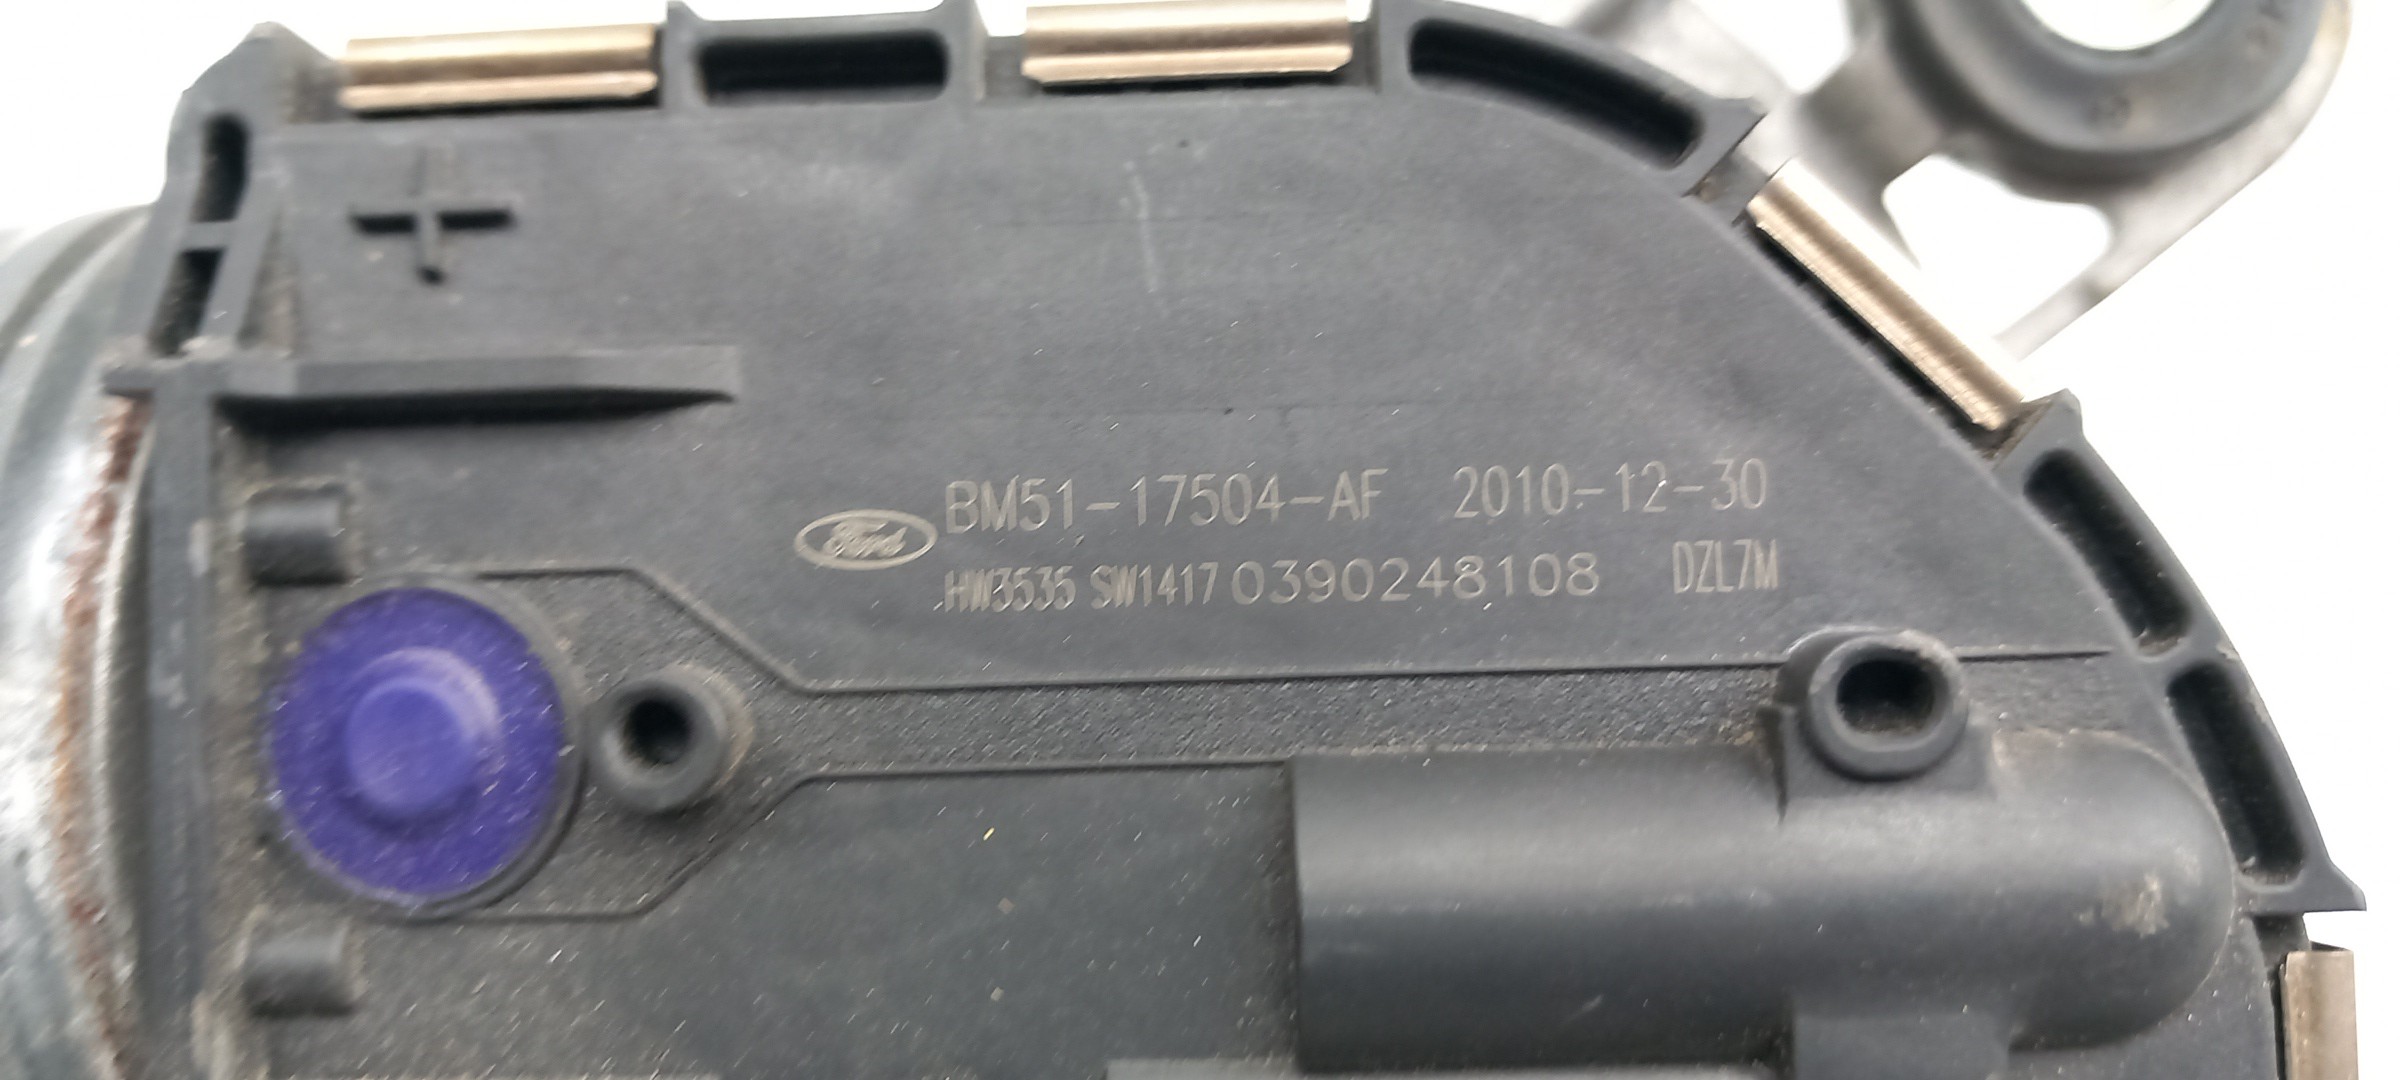 Ford BM51-17504-AF 2010-12-30
HW3535 SW1417 0390248108 DZL7M